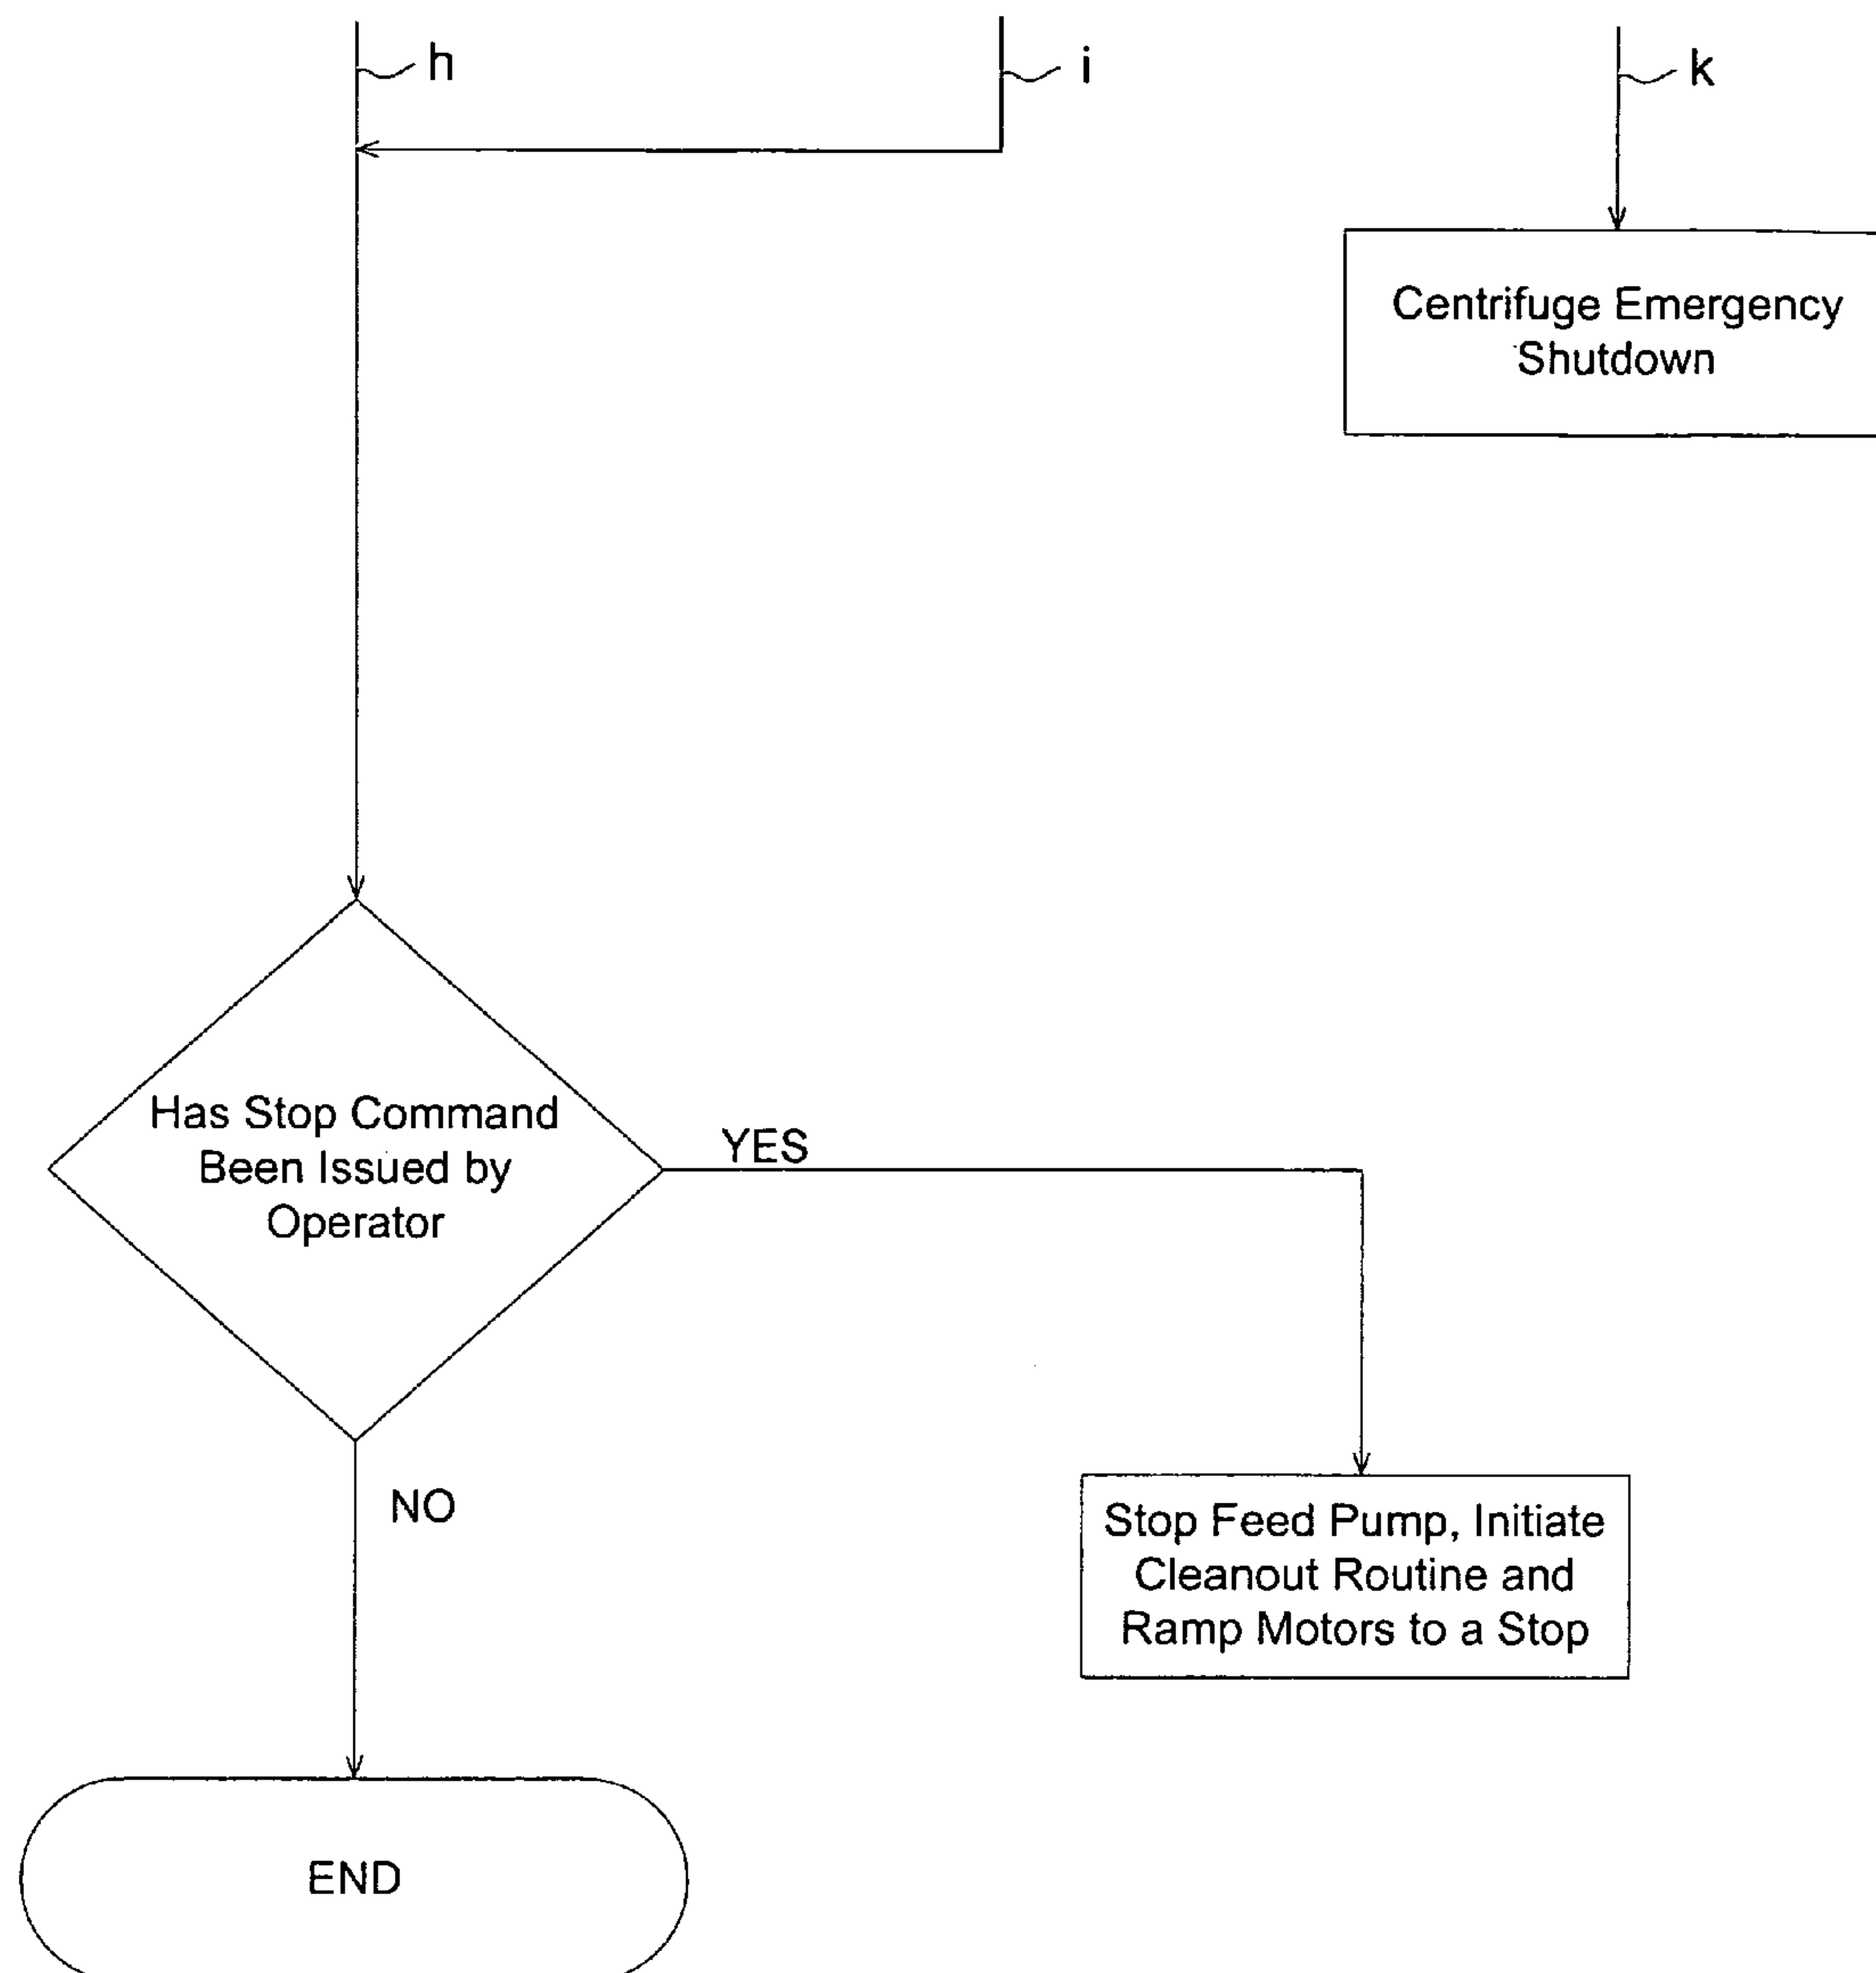 h
i
k
Centrifuge Emergency
Shutdown
Has Stop Command
Been Issued by
Operator
YES
NO
Stop Feed Pump, Initiate
Cleanout Routine and
Ramp Motors to a Stop
END